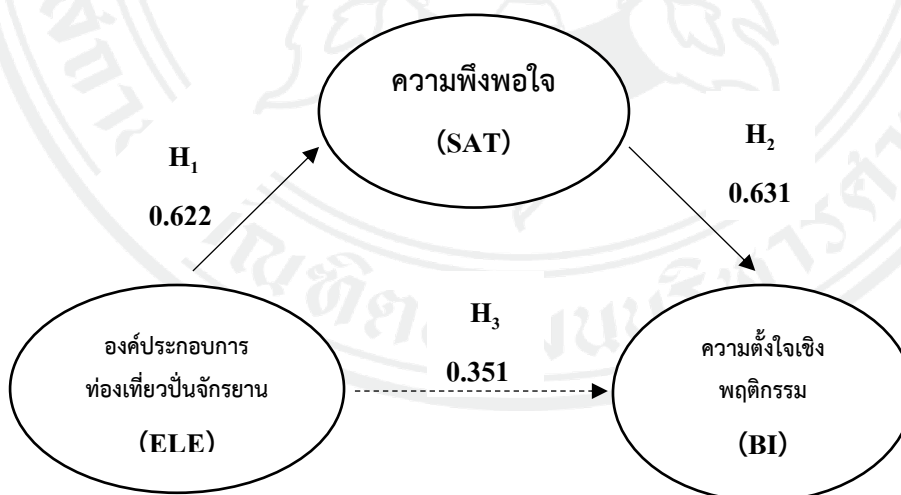 ความพึงพอใจ
(SAT)
H1
0.622
H2
0.631
H3
0.351
องค์ประกอบการ
ท่องเที่ยวปั่นจักรยาน
(ELE)
ความตั้งใจเชิง
พฤติกรรม
(BI)